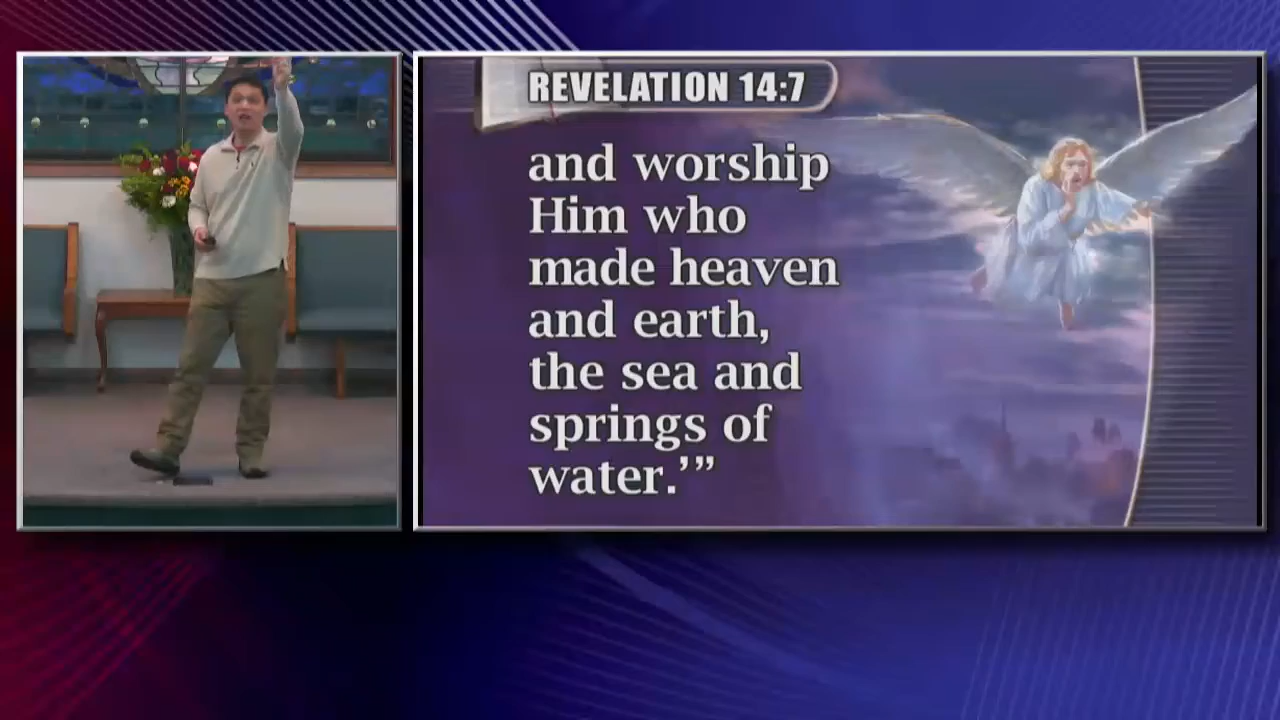 REVELATION 14:7
and worship
Him who
made heaven
and earth,
the sea and
springs of
water.’”